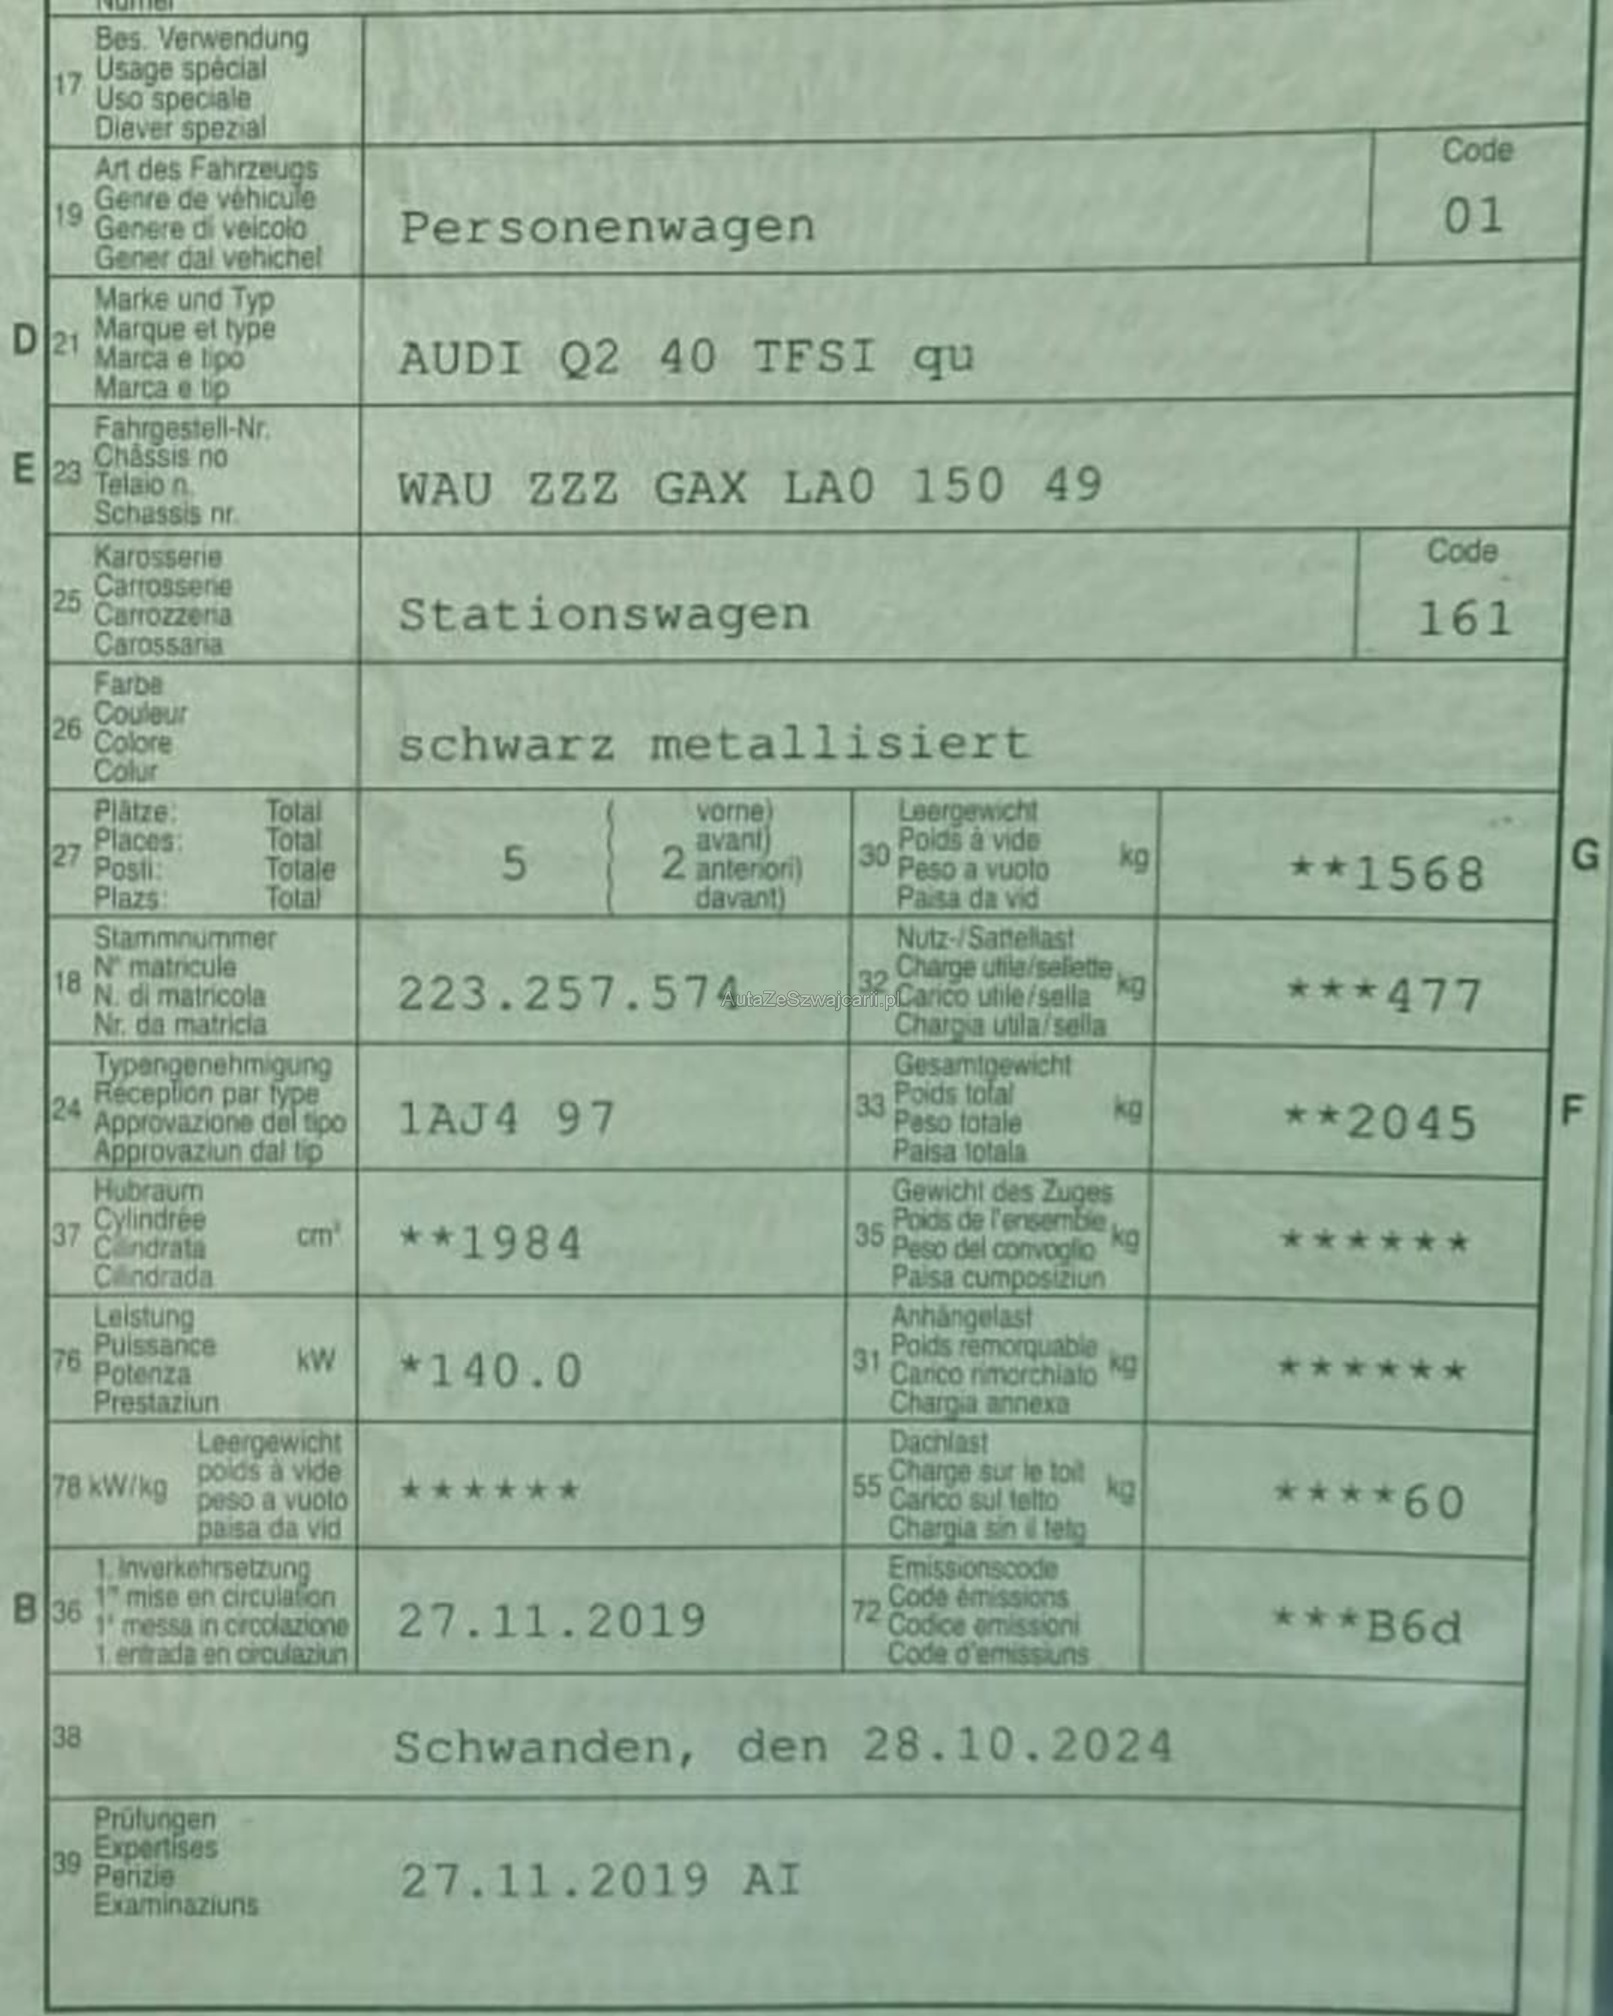 Numer
17
Bes. Verwendung
Usage spécial
Uso speciale
Diever spezial
19
Art des Fahrzeugs
Genre de véhicule
Genere di veicolo
Gener dal vehichel
Personenwagen
Code
01
D
21
Marke und Typ
Marque et type
Marca e tipo
Marca e tip
AUDI Q2 40 TFSI qu
E
23
Fahrgestell-Nr.
Châssis no
Telaio n.
Schassis nr.
WAU ZZZ GAX LA0 150 49
25
Karosserie
Carrosserie
Carrozzeria
Carossaria
Stationswagen
Code
161
26
Farbe
Couleur
Colore
Colur
schwarz metallisiert
27
Plätze: Total
Places: Total
Posti: Totale
Plazs: Total
5
( 2
vorne)
avant)
anteriori)
davant)
30
Leergewicht
Poids à vide
Peso a vuoto
Paisa da vid
kg
**1568
G
18
Stammnummer
N° matricule
N. di matricola
Nr. da matricla
223.257.574
AutaZeSzwajcarii.pl
32
Nutz-/Sattellast
Charge utile/sellette
Carico utile/sella
Chargia utila/sella
kg
***477
24
Typengenehmigung
Réception par type
Approvazione del tipo
Approvaziun dal tip
1AJ4 97
33
Gesamtgewicht
Poids total
Peso totale
Paisa totala
kg
**2045
F
37
Hubraum
Cylindrée
Cilindrata
Cilindrada
cm³
**1984
35
Gewicht des Zuges
Poids de l'ensemble
Peso del convoglio
Paisa cumposiziun
kg
******
76
Leistung
Puissance
Potenza
Prestaziun
kW
*140.0
31
Anhängelast
Poids remorquable
Carico rimorchiato
Chargia annexa
kg
******
78 kW/kg
Leergewicht
poids à vide
peso a vuoto
paisa da vid
******
55
Dachlast
Charge sur le toit
Carico sul tetto
Chargia sin il tetg
kg
****60
B
36
1. Inverkehrsetzung
1re mise en circulation
1a messa in circolazione
1. entrada en circulaziun
27.11.2019
72
Emissionscode
Code émissions
Codice emissioni
Code d'emissiuns
***B6d
38
Schwanden, den 28.10.2024
39
Prüfungen
Expertises
Perizie
Examinaziuns
27.11.2019 AI